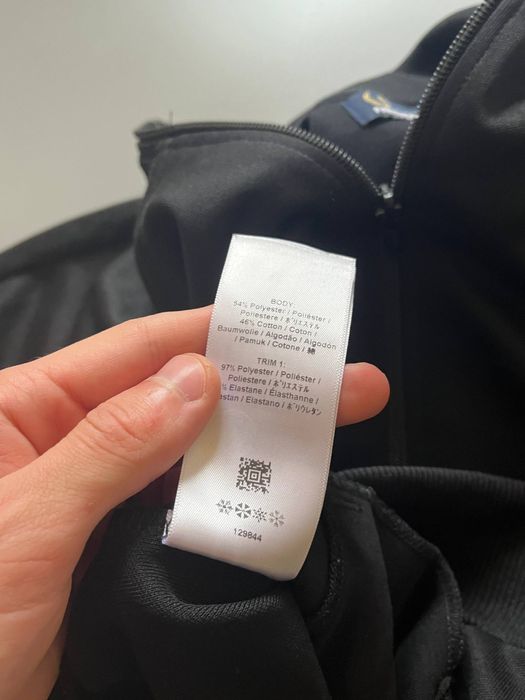 BODY:
54% Polyester / Poliéster /
Poliestere / ポリエステル
46% Cotton / Coton /
Baumwolle / Algodão / Algodón
/ Pamuk / Cotone / 綿
TRIM 1:
97% Polyester / Poliéster /
Poliestere / ポリエステル
% Elastane / Élasthanne /
astan / Elastano / ポリウレタン
129844